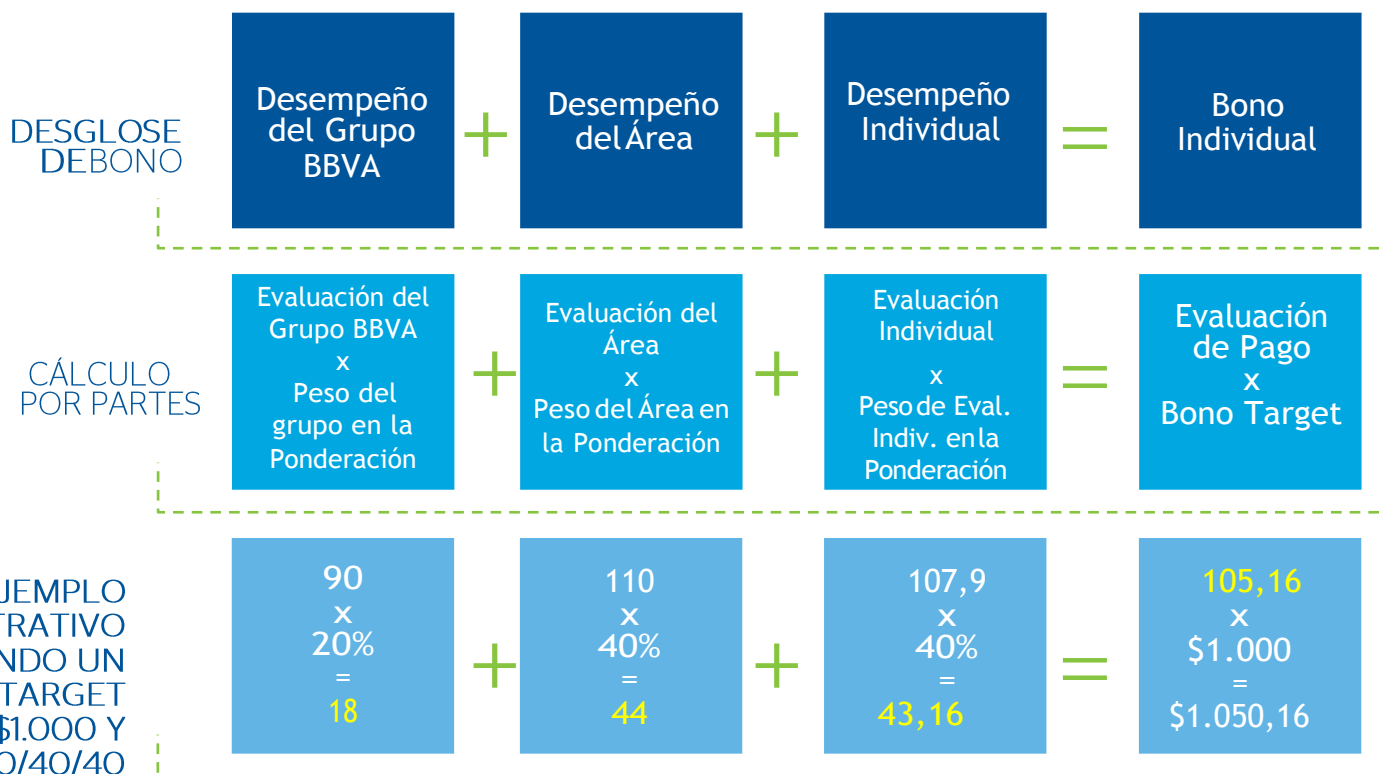 DESGLOSE
DEBONO
Desempeño
del Grupo
BBVA
+
Desempeño
del Área
+
Desempeño
Individual
=
Bono
Individual
CÁLCULO
POR PARTES
Evaluación del
Grupo BBVA
x
Peso del
grupo en la
Ponderación
+
Evaluación del
Área
x
Peso del Área en
la Ponderación
+
Evaluación
Individual
x
Peso de Eval.
Indiv. en la
Ponderación
=
Evaluación
de Pago
x
Bono Target
JEMPLO
TRATIVO
NDO UN
TARGET
$1.000 Y
0/40/40
90
x
20%
=
18
+
110
x
40%
=
44
+
107,9
x
40%
=
43,16
=
105,16
x
$1.000
=
$1.050,16